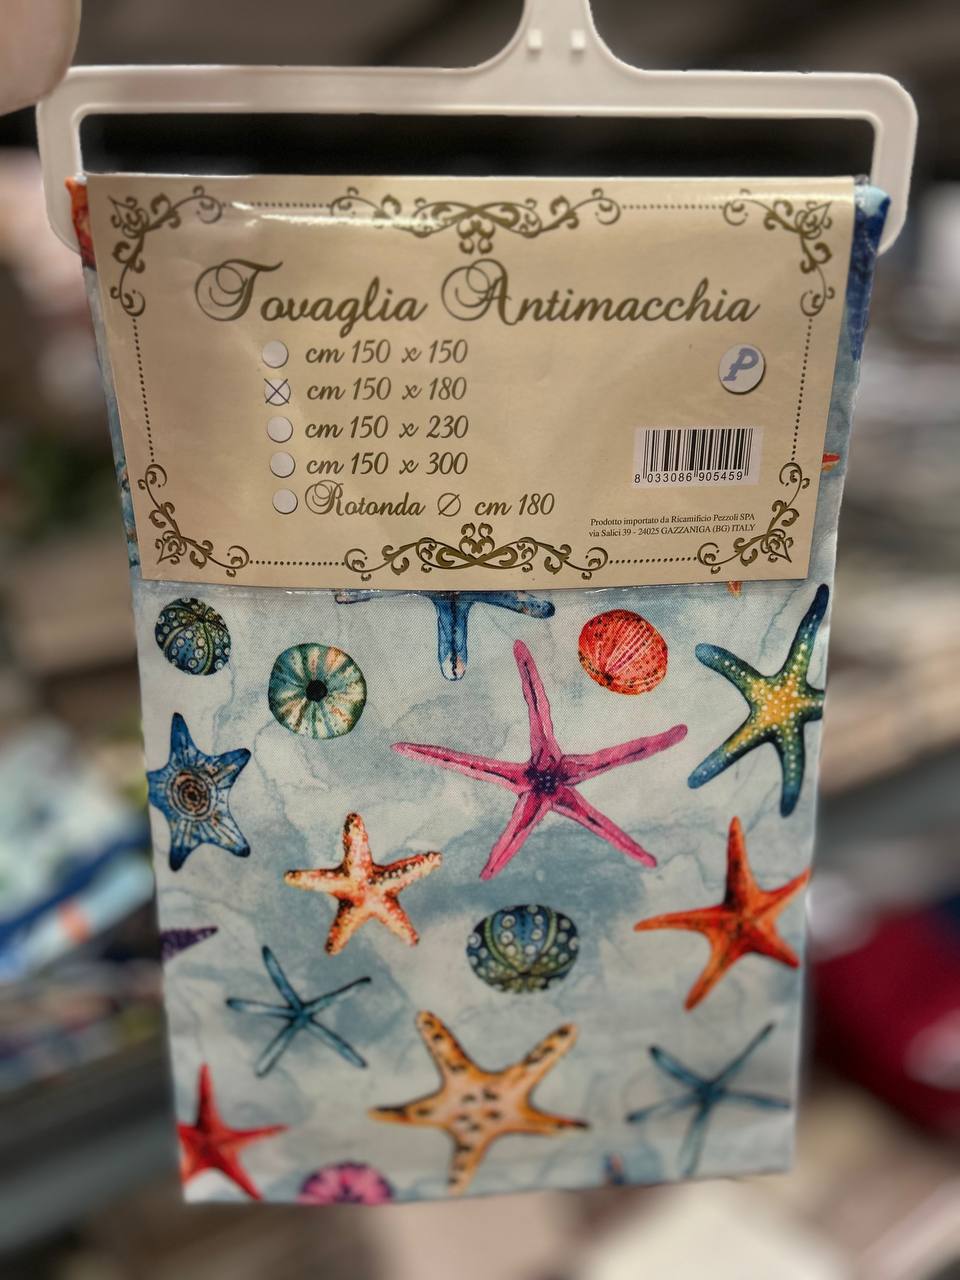 Tovaglia Antimacchia
cm 150 x 150
cm 150 x 180
cm 150 x 230
cm 150 x 300
Rotonda Ø cm 180
P
8 033086 905459
Prodotto importato da Ricamificio Pezzoli SPA
via Salici 39 - 24025 GAZZANIGA (BG) ITALY